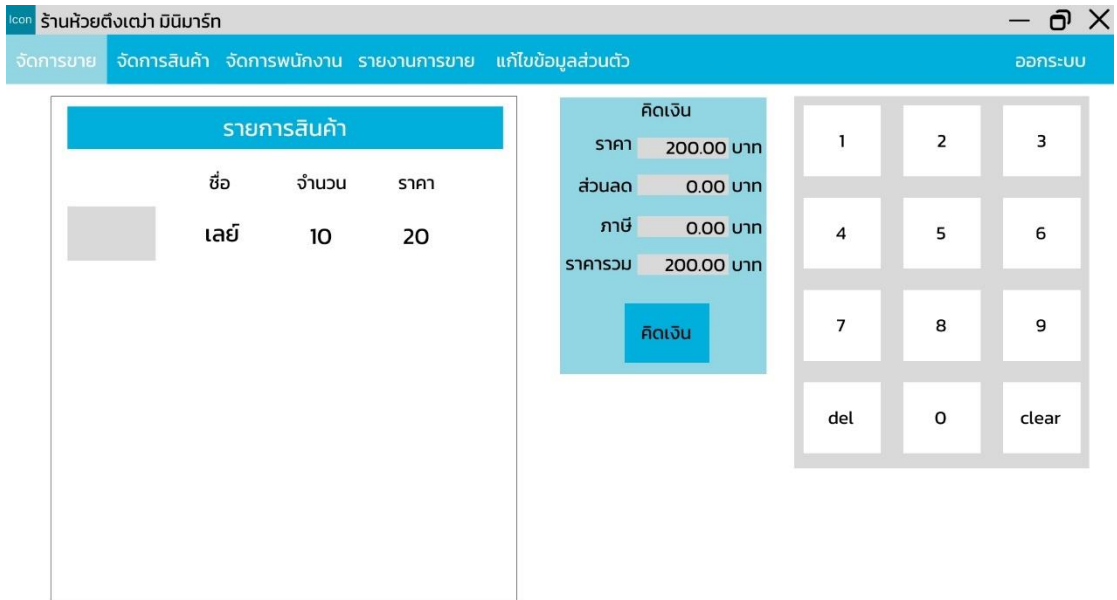 Icon ร้านห้วยตึงเฒ่า มินิมาร์ท
จัดการขาย จัดการสินค้า จัดการพนักงาน รายงานการขาย แก้ไขข้อมูลส่วนตัว ออกระบบ
รายการสินค้า
ชื่อ จำนวน ราคา
เลย์ 10 20
คิดเงิน
ราคา 200.00 บาท
ส่วนลด 0.00 บาท
ภาษี 0.00 บาท
ราคารวม 200.00 บาท
คิดเงิน
1 2 3
4 5 6
7 8 9
del 0 clear